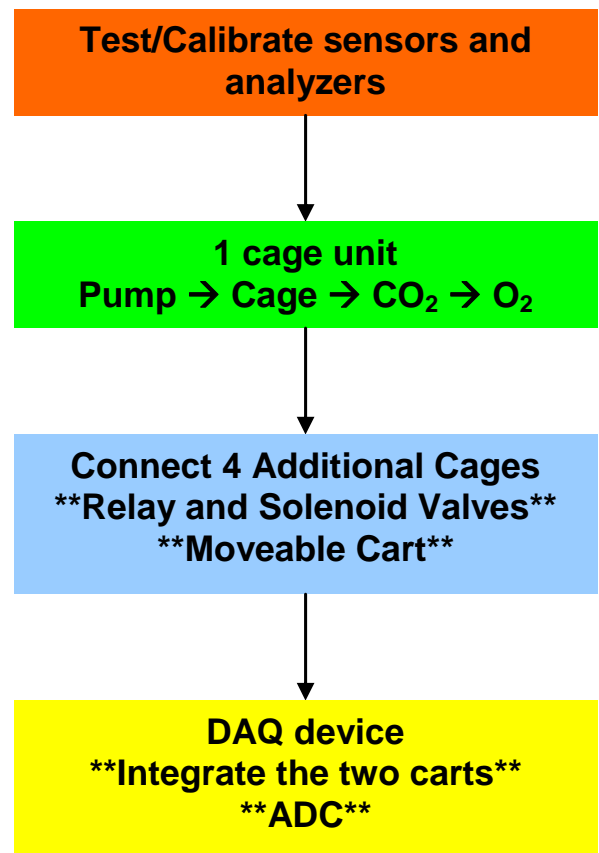 Test/Calibrate sensors and
analyzers
1 cage unit
Pump → Cage → CO₂ → O₂
Connect 4 Additional Cages
**Relay and Solenoid Valves**
**Moveable Cart**
DAQ device
**Integrate the two carts**
**ADC**